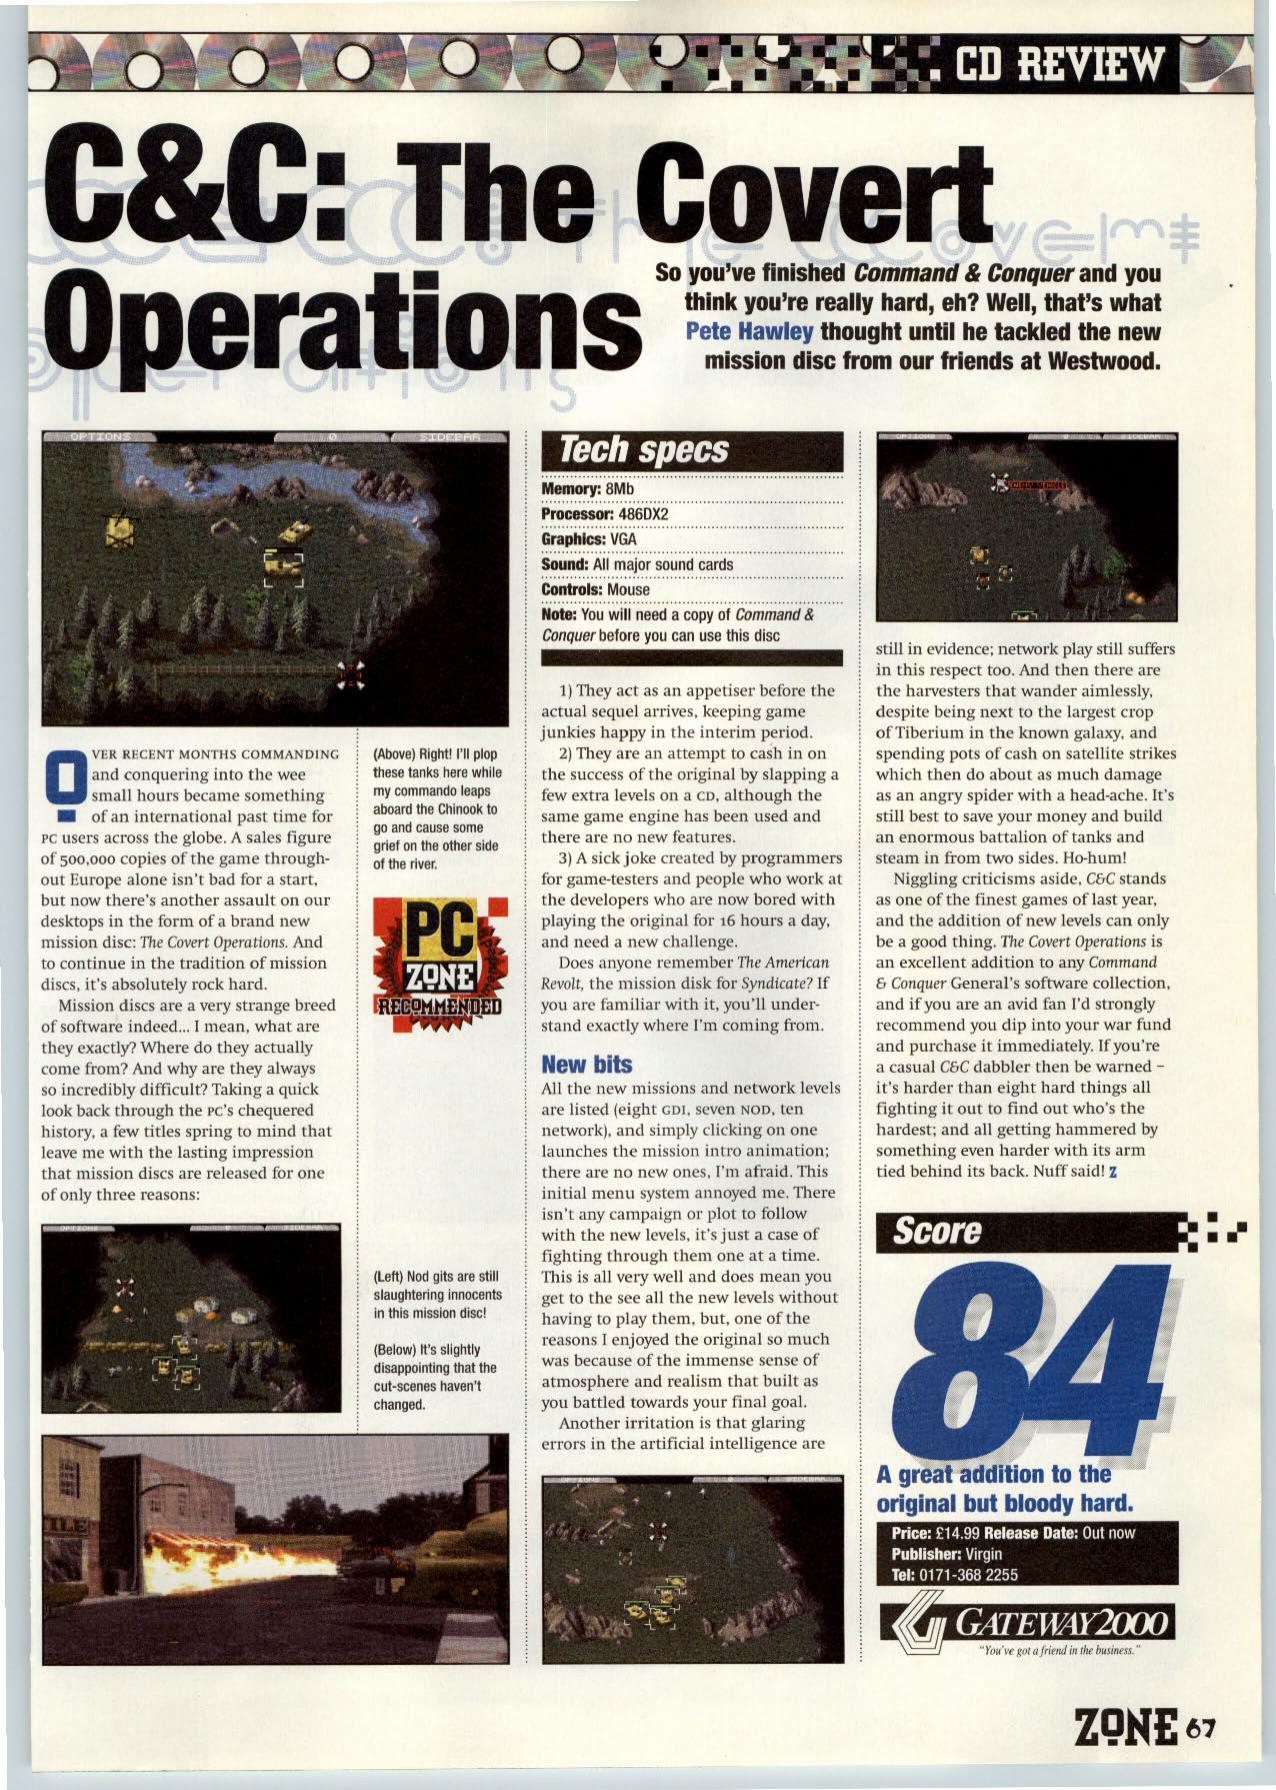 CD REVIEW
C&C: The Covert
Operations
So you've finished Command & Conquer and you
think you're really hard, eh? Well, that's what
Pete Hawley thought until he tackled the new
mission disc from our friends at Westwood.
OPTIONS
0
SIDEBAR
OVER RECENT MONTHS COMMANDING
and conquering into the wee
small hours became something
of an international past time for
PC users across the globe. A sales figure
of 500,000 copies of the game through-
out Europe alone isn't bad for a start,
but now there's another assault on our
desktops in the form of a brand new
mission disc: The Covert Operations. And
to continue in the tradition of mission
discs, it's absolutely rock hard.
Mission discs are a very strange breed
of software indeed... I mean, what are
they exactly? Where do they actually
come from? And why are they always
so incredibly difficult? Taking a quick
look back through the PC's chequered
history, a few titles spring to mind that
leave me with the lasting impression
that mission discs are released for one
of only three reasons:
(Above) Right! I'll plop
these tanks here while
my commando leaps
aboard the Chinook to
go and cause some
grief on the other side
of the river.
PC
ZONE
RECOMMENDED
OPTIONS
0
SIDEBAR
(Left) Nod gits are still
slaughtering innocents
in this mission disc!
(Below) It's slightly
disappointing that the
cut-scenes haven't
changed.
Tech specs
Memory: 8Mb
Processor: 486DX2
Graphics: VGA
Sound: All major sound cards
Controls: Mouse
Note: You will need a copy of Command &
Conquer before you can use this disc
1) They act as an appetiser before the
actual sequel arrives, keeping game
junkies happy in the interim period.
2) They are an attempt to cash in on
the success of the original by slapping a
few extra levels on a CD, although the
same game engine has been used and
there are no new features.
3) A sick joke created by programmers
for game-testers and people who work at
the developers who are now bored with
playing the original for 16 hours a day,
and need a new challenge.
Does anyone remember The American
Revolt, the mission disk for Syndicate? If
you are familiar with it, you'll under-
stand exactly where I'm coming from.
New bits
All the new missions and network levels
are listed (eight GDI, seven NOD, ten
network), and simply clicking on one
launches the mission intro animation;
there are no new ones, I'm afraid. This
initial menu system annoyed me. There
isn't any campaign or plot to follow
with the new levels, it's just a case of
fighting through them one at a time.
This is all very well and does mean you
get to the see all the new levels without
having to play them, but, one of the
reasons I enjoyed the original so much
was because of the immense sense of
atmosphere and realism that built as
you battled towards your final goal.
Another irritation is that glaring
errors in the artificial intelligence are
OPTIONS
0
SIDEBAR
OPTIONS
0
SIDEBAR
ENEMY VEHICLE
still in evidence; network play still suffers
in this respect too. And then there are
the harvesters that wander aimlessly,
despite being next to the largest crop
of Tiberium in the known galaxy, and
spending pots of cash on satellite strikes
which then do about as much damage
as an angry spider with a head-ache. It's
still best to save your money and build
an enormous battalion of tanks and
steam in from two sides. Ho-hum!
Niggling criticisms aside, C&C stands
as one of the finest games of last year,
and the addition of new levels can only
be a good thing. The Covert Operations is
an excellent addition to any Command
& Conquer General's software collection,
and if you are an avid fan I'd strongly
recommend you dip into your war fund
and purchase it immediately. If you're
a casual C&C dabbler then be warned –
it's harder than eight hard things all
fighting it out to find out who's the
hardest; and all getting hammered by
something even harder with its arm
tied behind its back. Nuff said! Z
Score
84
A great addition to the
original but bloody hard.
Price: £14.99 Release Date: Out now
Publisher: Virgin
Tel: 0171-368 2255
GATEWAY2000
"You've got a friend in the business."
ZONE 67